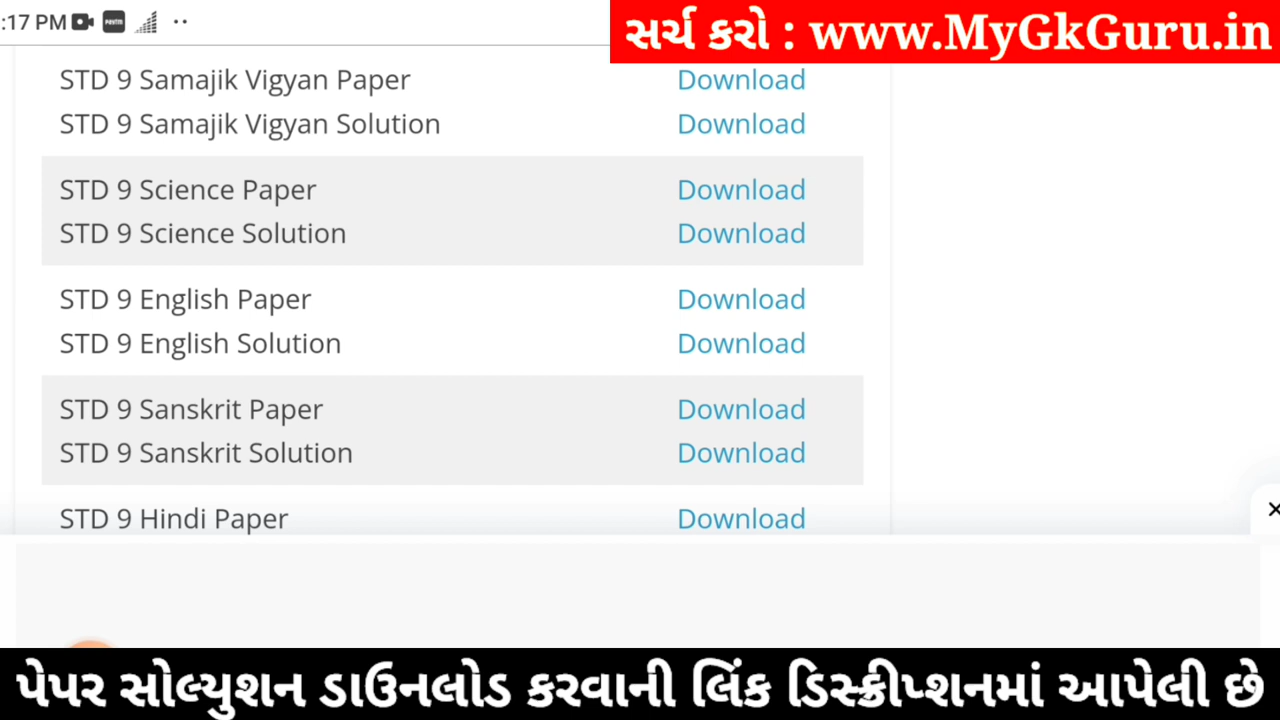 :17 PM
સર્ચ કરો : www.MyGkGuru.in
STD 9 Samajik Vigyan Paper Download
STD 9 Samajik Vigyan Solution Download
STD 9 Science Paper Download
STD 9 Science Solution Download
STD 9 English Paper Download
STD 9 English Solution Download
STD 9 Sanskrit Paper Download
STD 9 Sanskrit Solution Download
STD 9 Hindi Paper Download
પેપર સોલ્યુશન ડાઉનલોડ કરવાની લિંક ડિસ્ક્રીપ્શનમાં આપેલી છે